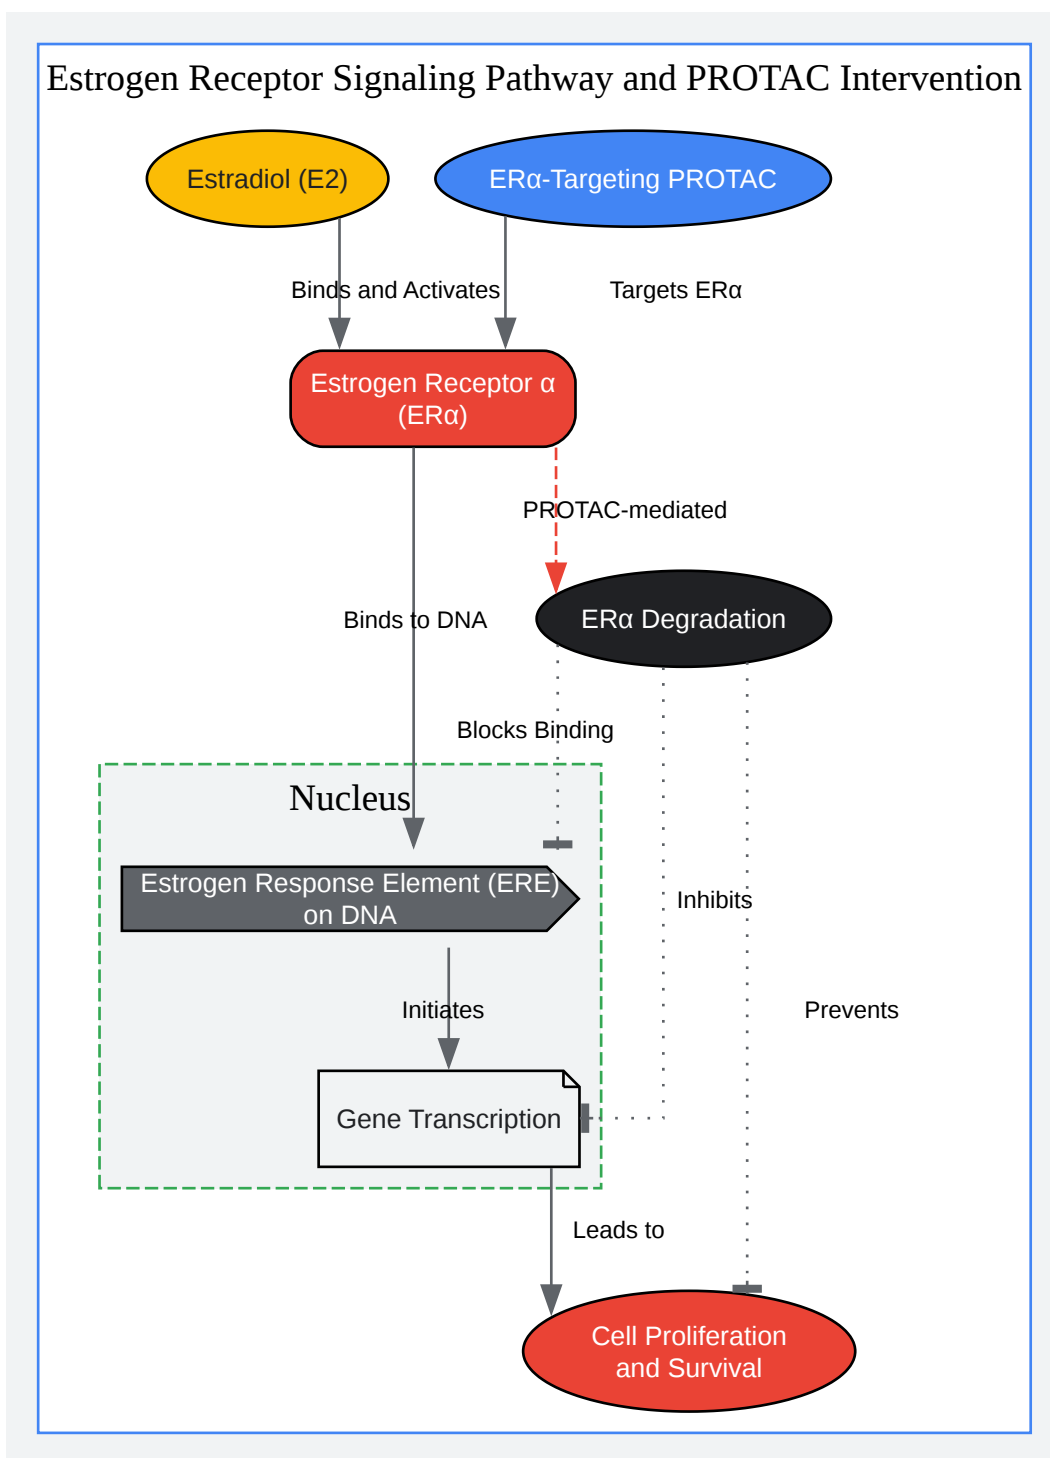 Estrogen Receptor Signaling Pathway and PROTAC Intervention
Estradiol (E2)
ERα-Targeting PROTAC
Binds and Activates
Targets ERα
Estrogen Receptor α
(ERα)
PROTAC-mediated
Binds to DNA
ERα Degradation
Blocks Binding
Nucleus
Estrogen Response Element (ERE)
on DNA
Inhibits
Initiates
Prevents
Gene Transcription
Leads to
Cell Proliferation
and Survival